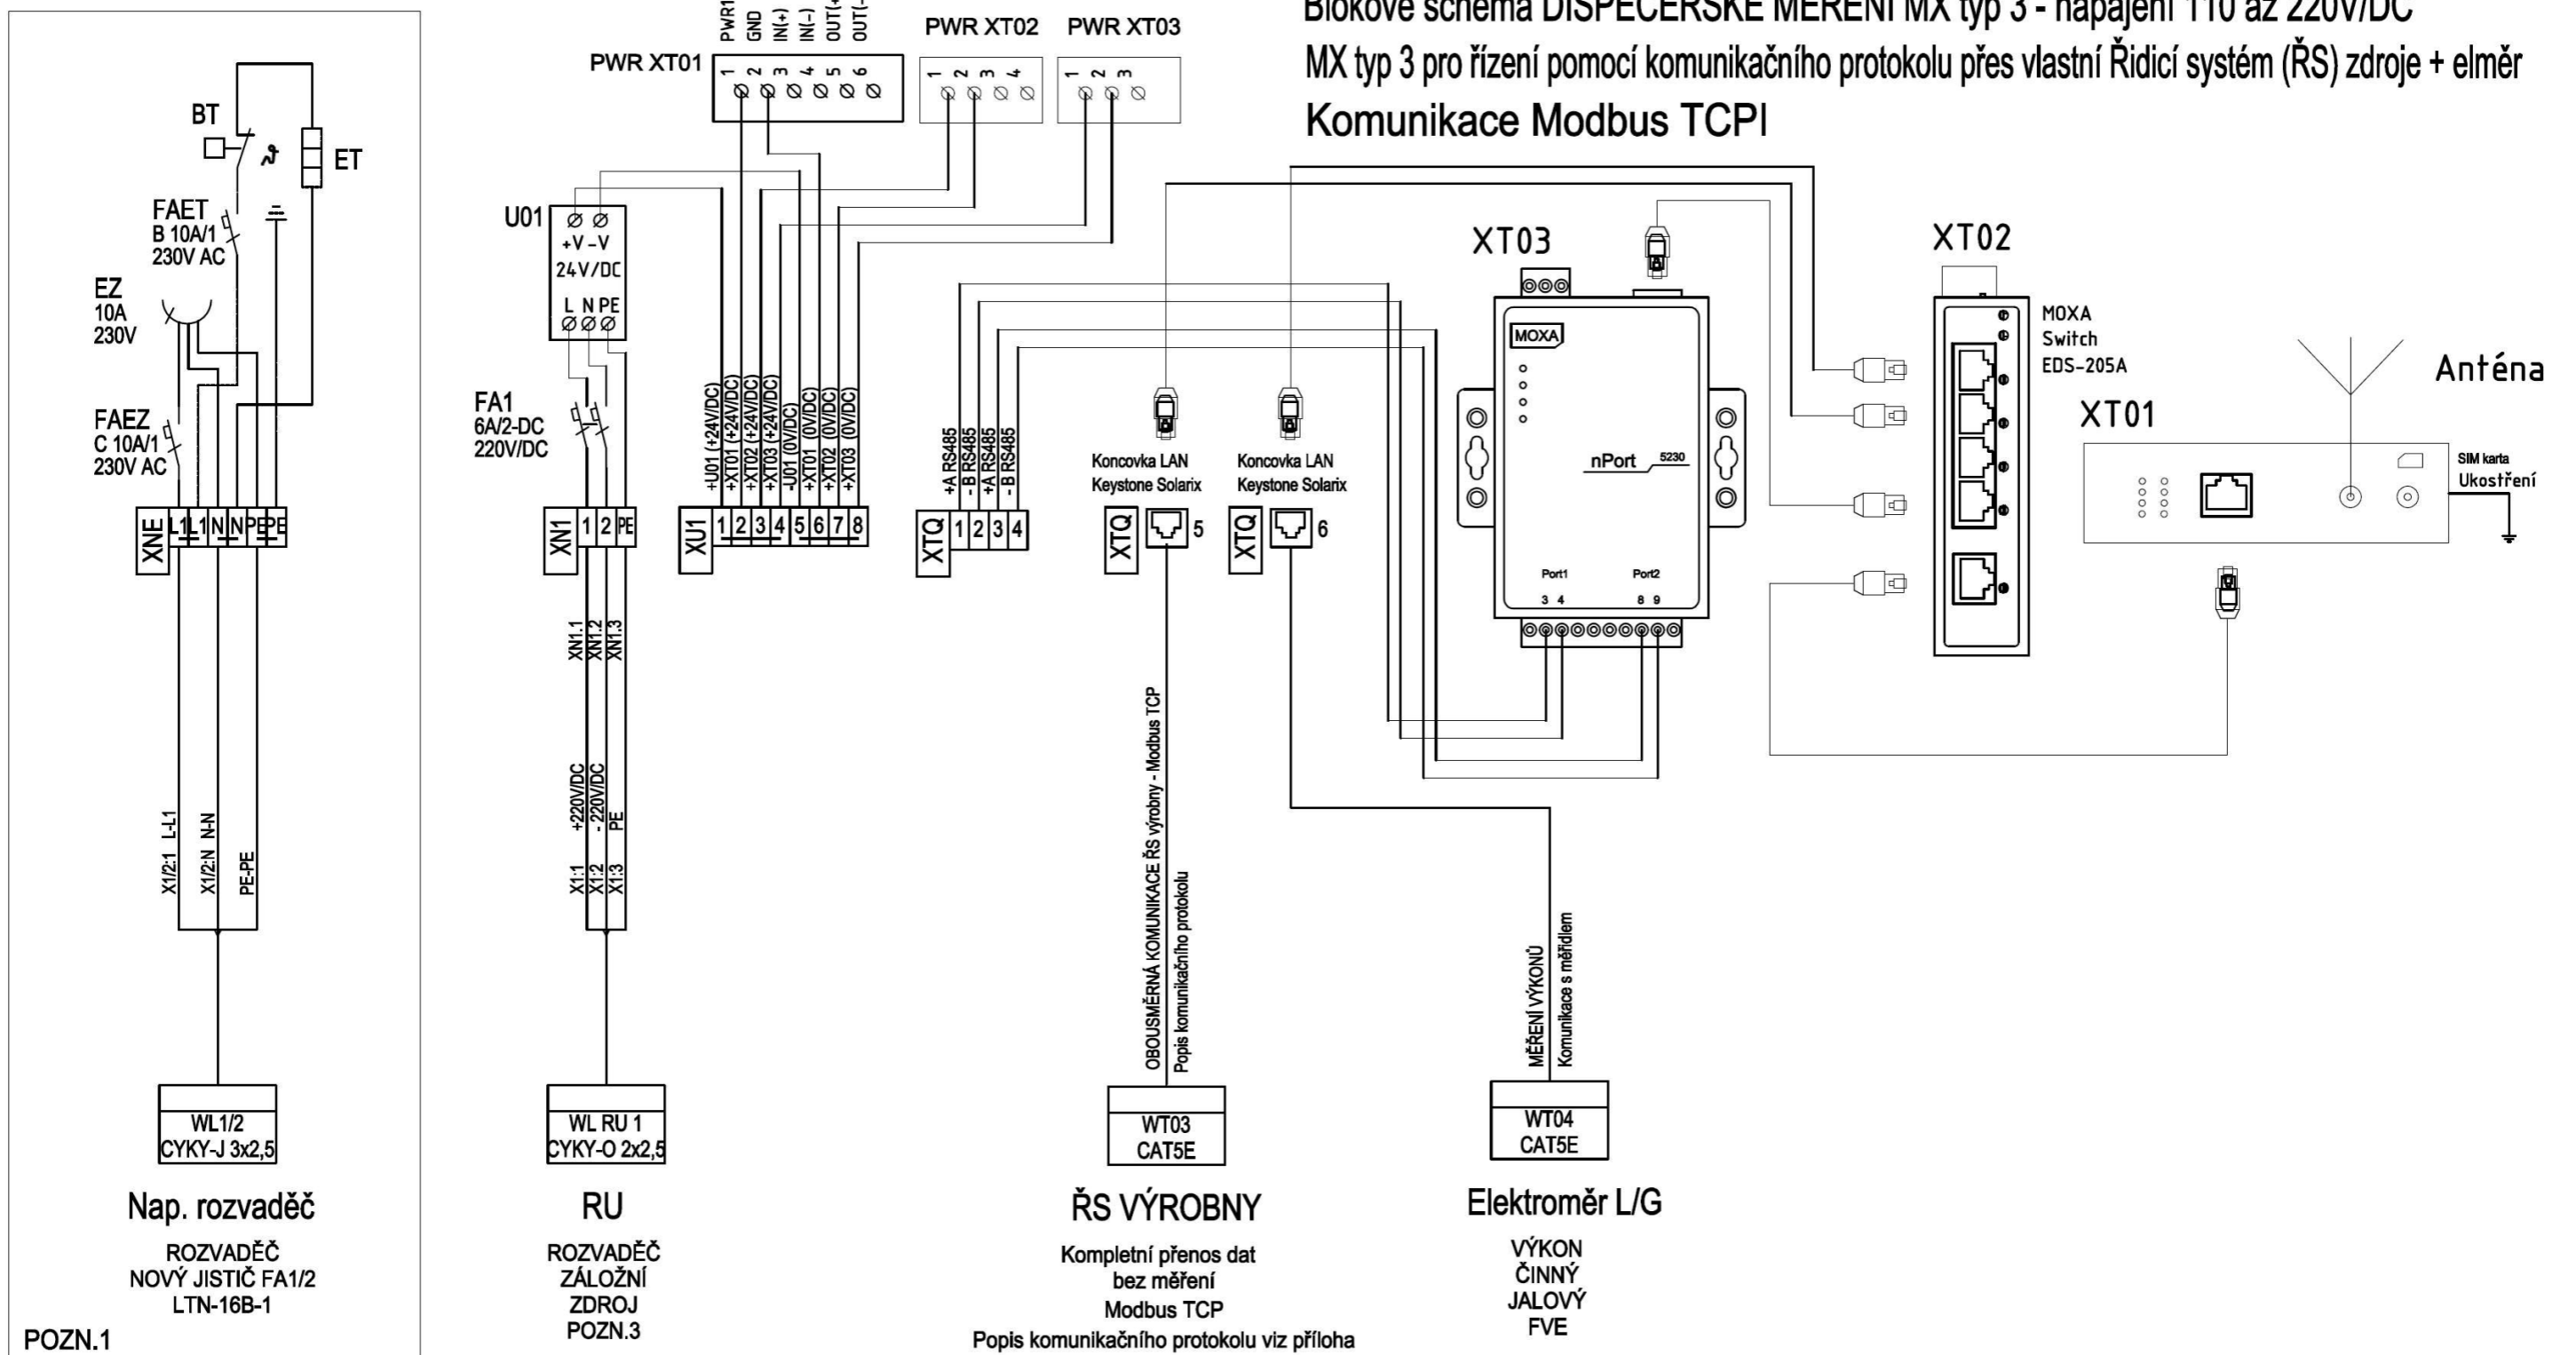 Blokové schéma DISPEČERSKÉ MĚŘENÍ MX typ 3 - napájení 110 až 220V/DC
MX typ 3 pro řízení pomocí komunikačního protokolu přes vlastní Řidicí systém (ŘS) zdroje + elměr
Komunikace Modbus TCPI
BT
ET
FAET
B 10A/1
230V AC
EZ
10A
230V
FAEZ
C 10A/1
230V AC
XNE
L1 L1 N N PE PE
X1/2:1 L-L1
X1/2:N N-N
PE-PE
WL1/2
CYKY-J 3x2,5
Nap. rozvaděč
ROZVADĚČ
NOVÝ JISTIČ FA1/2
LTN-16B-1
POZN.1
PWR XT01
PWR1
GND
IN(+)
IN(-)
1 2 3 4 5 6
PWR XT02
1 2 3 4
PWR XT03
1 2 3
U01
+V -V
24V/DC
L N PE
FA1
6A/2-DC
220V/DC
XN1
1 2 PE
XN1.1
XN1.2
XN1.3
+220V/DC
- 220V/DC
PE
X1:1
X1:2
X1:3
WL RU 1
CYKY-O 2x2,5
RU
ROZVADĚČ
ZÁLOŽNÍ
ZDROJ
POZN.3
+U01 (+24V/DC)
+XT01 (+24V/DC)
+XT02 (+24V/DC)
+XT03 (+24V/DC)
-U01 (0V/DC)
+XT01 (0V/DC)
+XT02 (0V/DC)
+XT03 (0V/DC)
XU1
1 2 3 4 5 6 7 8
+A RS485
- B RS485
+A RS485
- B RS485
XTQ
1 2 3 4
Koncovka LAN
Keystone Solarix
XTQ
5
Koncovka LAN
Keystone Solarix
XTQ
6
OBOUSMĚRNÁ KOMUNIKACE ŘS výrobny - Modbus TCP
Popis komunikačního protokolu
WT03
CAT5E
ŘS VÝROBNY
Kompletní přenos dat
bez měření
Modbus TCP
Popis komunikačního protokolu viz příloha
MĚŘENÍ VÝKONŮ
Komunikace s měřidlem
WT04
CAT5E
Elektroměr L/G
VÝKON
ČINNÝ
JALOVÝ
FVE
XT03
MOXA
nPort 5230
Port1 Port2
3 4 8 9
XT02
MOXA
Switch
EDS-205A
XT01
Anténa
SIM karta
Ukostření